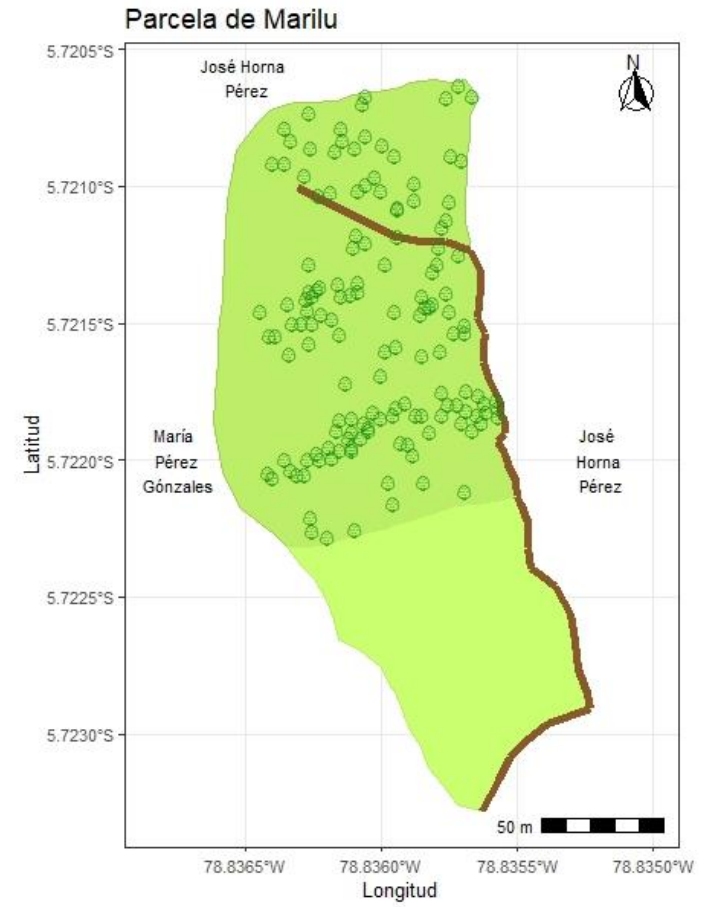 Parcela de Marilu
5.7205°S
José Horna
Pérez
N
5.7210°S
5.7215°S
Latitud
María
Pérez
Gónzales
José
Horna
Pérez
5.7220°S
5.7225°S
5.7230°S
50 m
78.8365°W
78.8360°W
78.8355°W
78.8350°W
Longitud